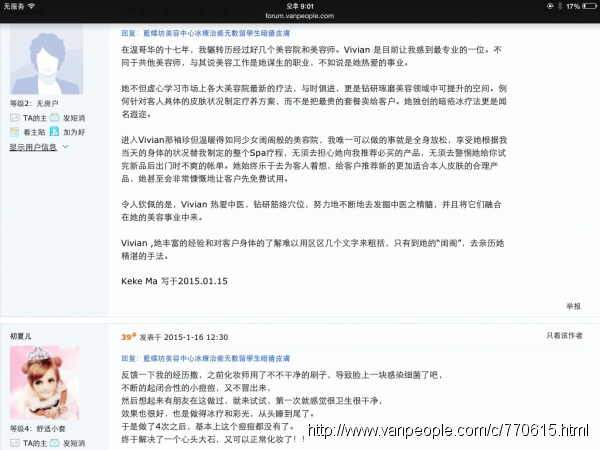 无服务
오후 9:01
17%
forum.vanpeople.com
回复：藍蝶坊美容中心冰療治癒无數留學生暗瘡皮膚
在温哥华的十七年，我辗转历经过好几个美容院和美容师。Vivian 是目前让我感到最专业的一位。不
同于其他美容师，与其说美容工作是她谋生的职业，不如说是她热爱的事业。
等级2：无房户
TA的主 发短消
看主贴 加为好
显示用户信息
她不但虚心学习市场上各大美容院最新的疗法，与时俱进，更是钻研琢磨美容领域中可提升的空间。例
何针对客人具体的皮肤状况制定疗养方案，而不是把最贵的套餐卖给客户。她独创的暗疮冰疗法更是闻
名遐迩。
进入Vivian那袖珍但温暖得如同少女闺阁般的美容院，我唯一可以做的事就是全身放松，享受她根据我
当天的身体的状况替我制定的整个Spa疗程，无须去担心她向我推荐必买的产品，无须去警惕她给你试
完新品后出门时不爽的帐单。她始终乐于去为客人着想，给客户推荐新的更加适合本人皮肤的合理产
品，她甚至会非常慷慨地让客户先免费试用。
令人钦佩的是，Vivian 热爱中医，钻研筋络穴位，努力地不断地去发掘中医之精髓，并且将它们融合
在她的美容事业中来。
Vivian ,她丰富的经验和对客户身体的了解难以用区区几个文字来粗括，只有到她的“闺阁”，去亲历她
精湛的手法。
Keke Ma 写于2015.01.15
举报
初夏儿
39# 发表于 2015-1-16 12:30
只看该作者
回复：藍蝶坊美容中心冰療治癒无數留學生暗瘡皮膚
反馈一下我的经历撒，之前化妆师用了不不干净的刷子，导致脸上一块感染细菌了吧，
不断的起闭合性的小痘痘，又不冒出来，
然后想起来有朋友在这做过，就来试试，第一次就感觉很卫生很干净，
效果也很好，也是做得冰疗和彩光，从头睡到尾了。
于是做了4次之后，基本上这个痘痘都没有了。
终于解决了一个心头大石，又可以正常化妆了！！
等级4：舒适小套
TA的主 发短消
http://www.vanpeople.com/c/770615.html